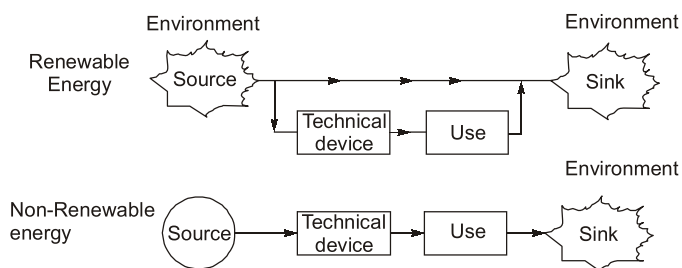 Environment
Environment
Renewable
Energy
Source
Sink
Technical
device
Use
Environment
Non-Renewable
energy
Source
Technical
device
Use
Sink